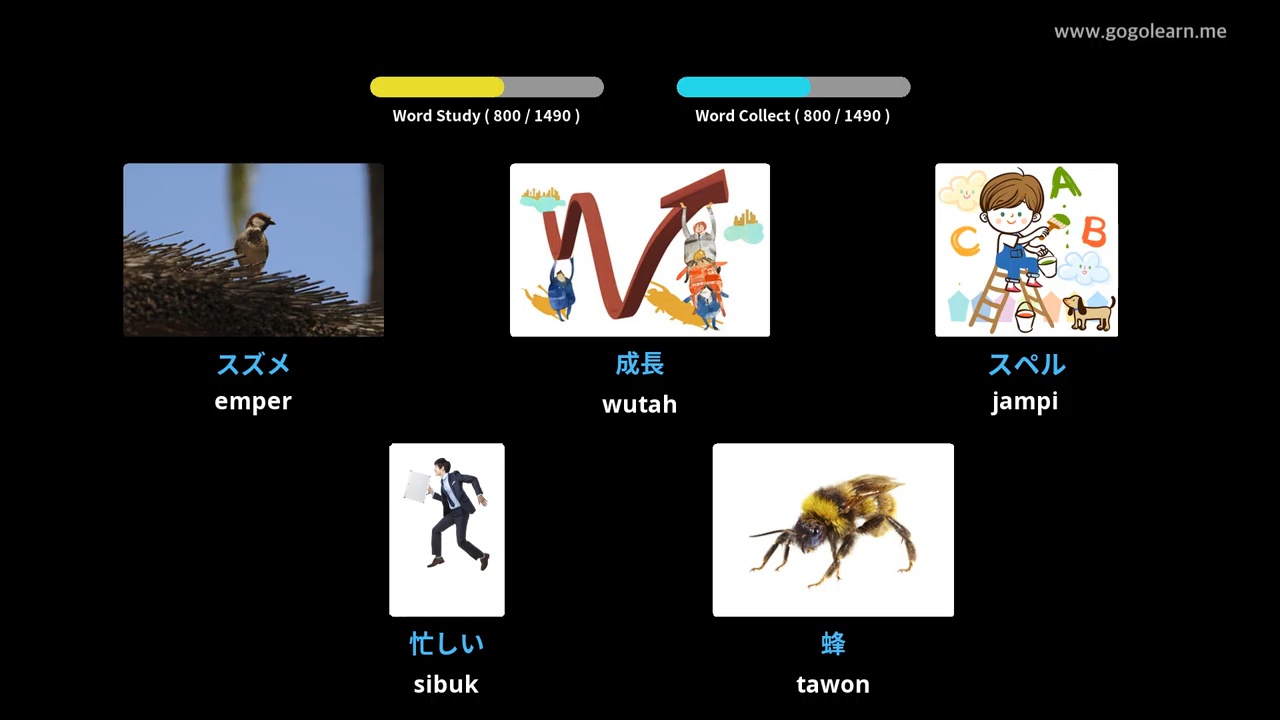 www.gogolearn.me
Word Study ( 800 / 1490 )
Word Collect ( 800 / 1490 )
A
B
C
スズメ
emper
成長
wutah
スペル
jampi
忙しい
sibuk
蜂
tawon